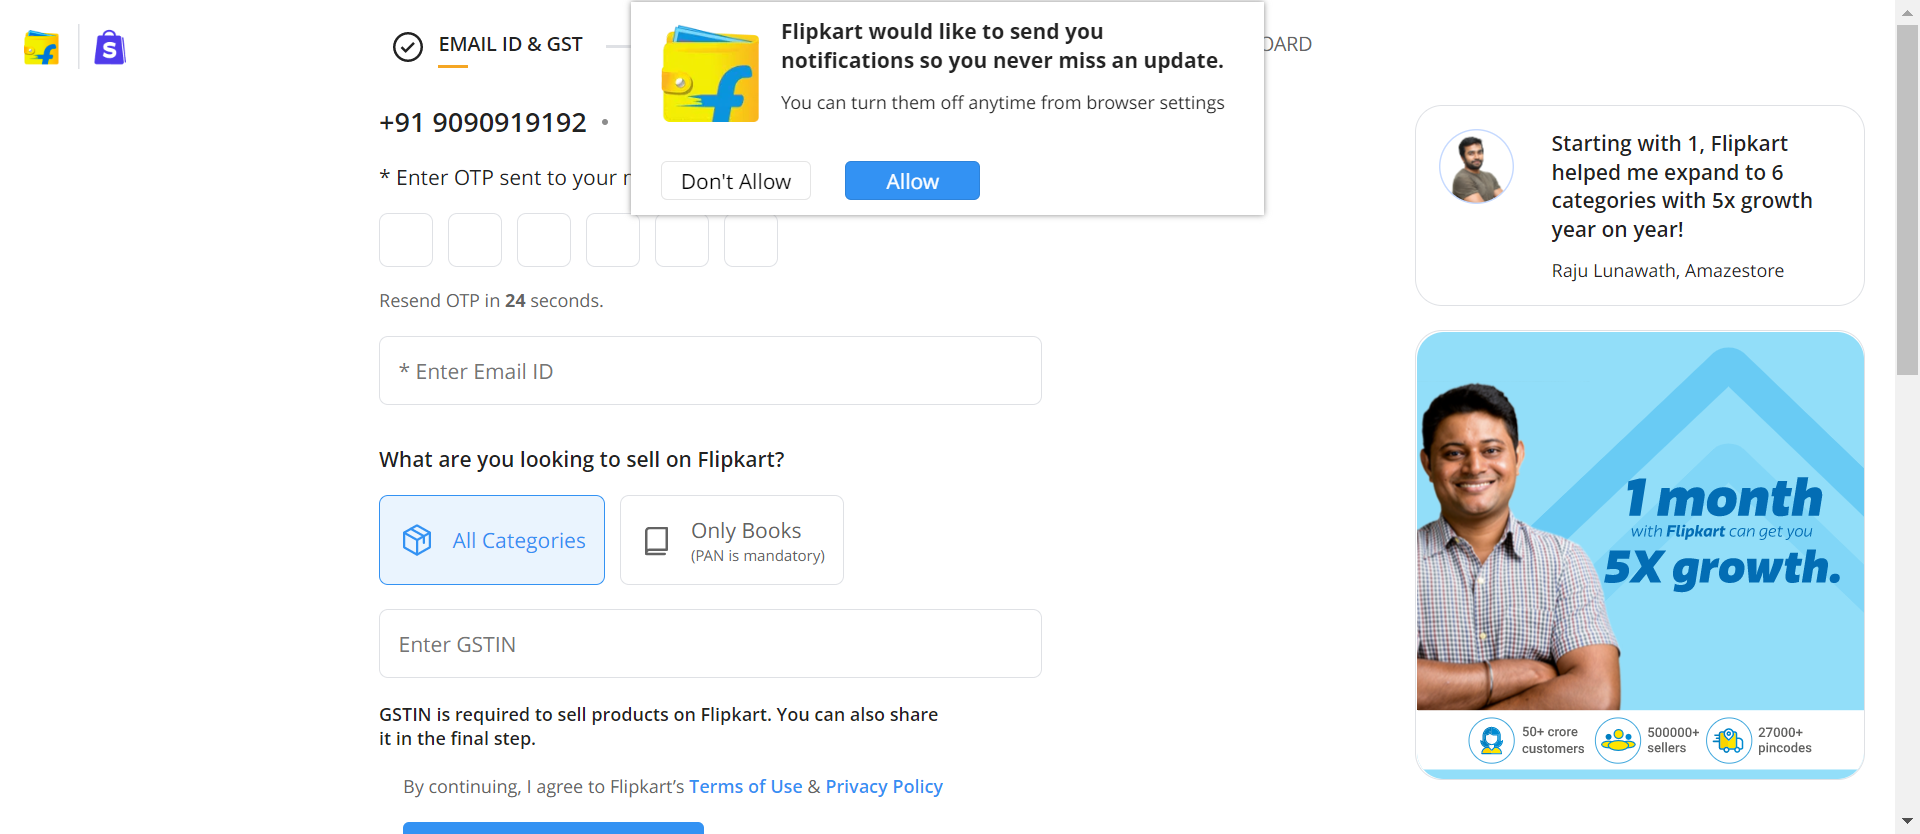 EMAIL ID & GST
Flipkart would like to send you
notifications so you never miss an update.
You can turn them off anytime from browser settings
Don't Allow
Allow
+91 9090919192 •
* Enter OTP sent to your
Resend OTP in 24 seconds.
* Enter Email ID
What are you looking to sell on Flipkart?
All Categories
Only Books
(PAN is mandatory)
Enter GSTIN
GSTIN is required to sell products on Flipkart. You can also share
it in the final step.
By continuing, I agree to Flipkart’s Terms of Use & Privacy Policy
Starting with 1, Flipkart
helped me expand to 6
categories with 5x growth
year on year!
Raju Lunawath, Amazestore
1 month
with Flipkart can get you
5X growth.
50+ crore
customers
500000+
sellers
27000+
pincodes